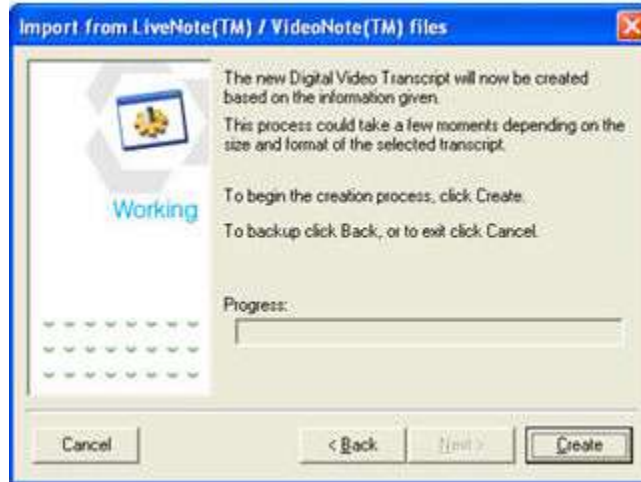 Import from LiveNote(TM) / VideoNote(TM) files
The new Digital Video Transcript will now be created
based on the information given.
This process could take a few moments depending on the
size and format of the selected transcript.
Working
To begin the creation process, click Create.
To backup click Back, or to exit click Cancel.
Progress:
Cancel
< Back
Next >
Create